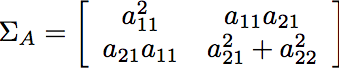 Σ_A = [ a_{11}^2  a_{11}a_{21} ]
[ a_{21}a_{11}  a_{21}^2 + a_{22}^2 ]